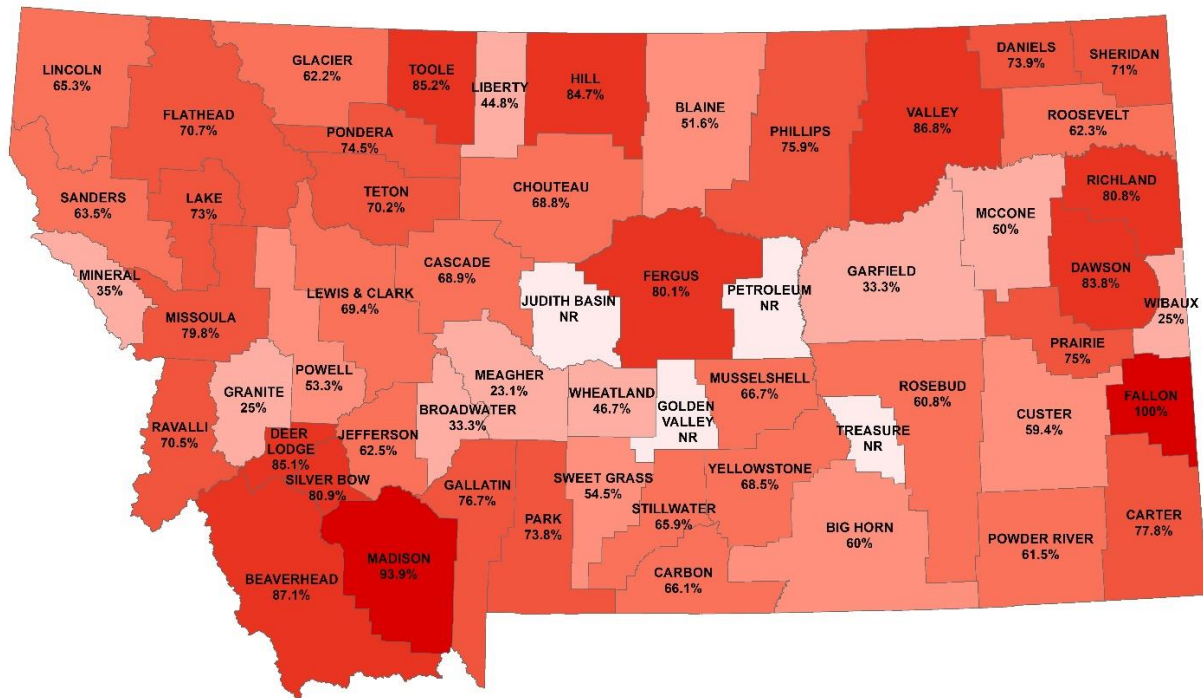 LINCOLN
65.3%
GLACIER
62.2%
TOOLE
85.2%
LIBERTY
44.8%
HILL
84.7%
BLAINE
51.6%
PHILLIPS
75.9%
VALLEY
86.8%
DANIELS
73.9%
SHERIDAN
71%
ROOSEVELT
62.3%
FLATHEAD
70.7%
PONDERA
74.5%
TETON
70.2%
CHOUTEAU
68.8%
RICHLAND
80.8%
SANDERS
63.5%
LAKE
73%
MCCONE
50%
MINERAL
35%
MISSOULA
79.8%
LEWIS & CLARK
69.4%
CASCADE
68.9%
JUDITH BASIN
NR
FERGUS
80.1%
PETROLEUM
NR
GARFIELD
33.3%
DAWSON
83.8%
WIBAUX
25%
PRAIRIE
75%
POWELL
53.3%
GRANITE
25%
RAVALLI
70.5%
DEER
LODGE
85.1%
SILVER BOW
80.9%
JEFFERSON
62.5%
BROADWATER
33.3%
MEAGHER
23.1%
WHEATLAND
46.7%
GOLDEN
VALLEY
NR
MUSSELSHELL
66.7%
ROSEBUD
60.8%
TREASURE
NR
CUSTER
59.4%
FALLON
100%
GALLATIN
76.7%
PARK
73.8%
SWEET GRASS
54.5%
STILLWATER
65.9%
YELLOWSTONE
68.5%
BIG HORN
60%
POWDER RIVER
61.5%
CARTER
77.8%
BEAVERHEAD
87.1%
MADISON
93.9%
CARBON
66.1%